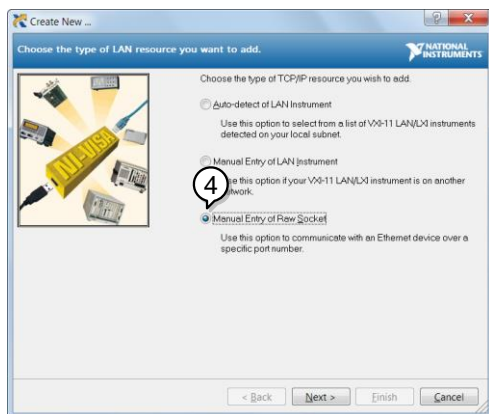 Create New ...
Choose the type of LAN resource you want to add.
NATIONAL
INSTRUMENTS
Choose the type of TCP/IP resource you wish to add.
Auto-detect of LAN Instrument
Use this option to select from a list of VXI-11 LAN/LXI instruments
detected on your local subnet.
Manual Entry of LAN Instrument
4
this option if your VXI-11 LAN/LXI instrument is on another
Manual Entry of Raw Socket
Use this option to communicate with an Ethernet device over a
specific port number.
NI-VISA
< Back
Next >
Finish
Cancel